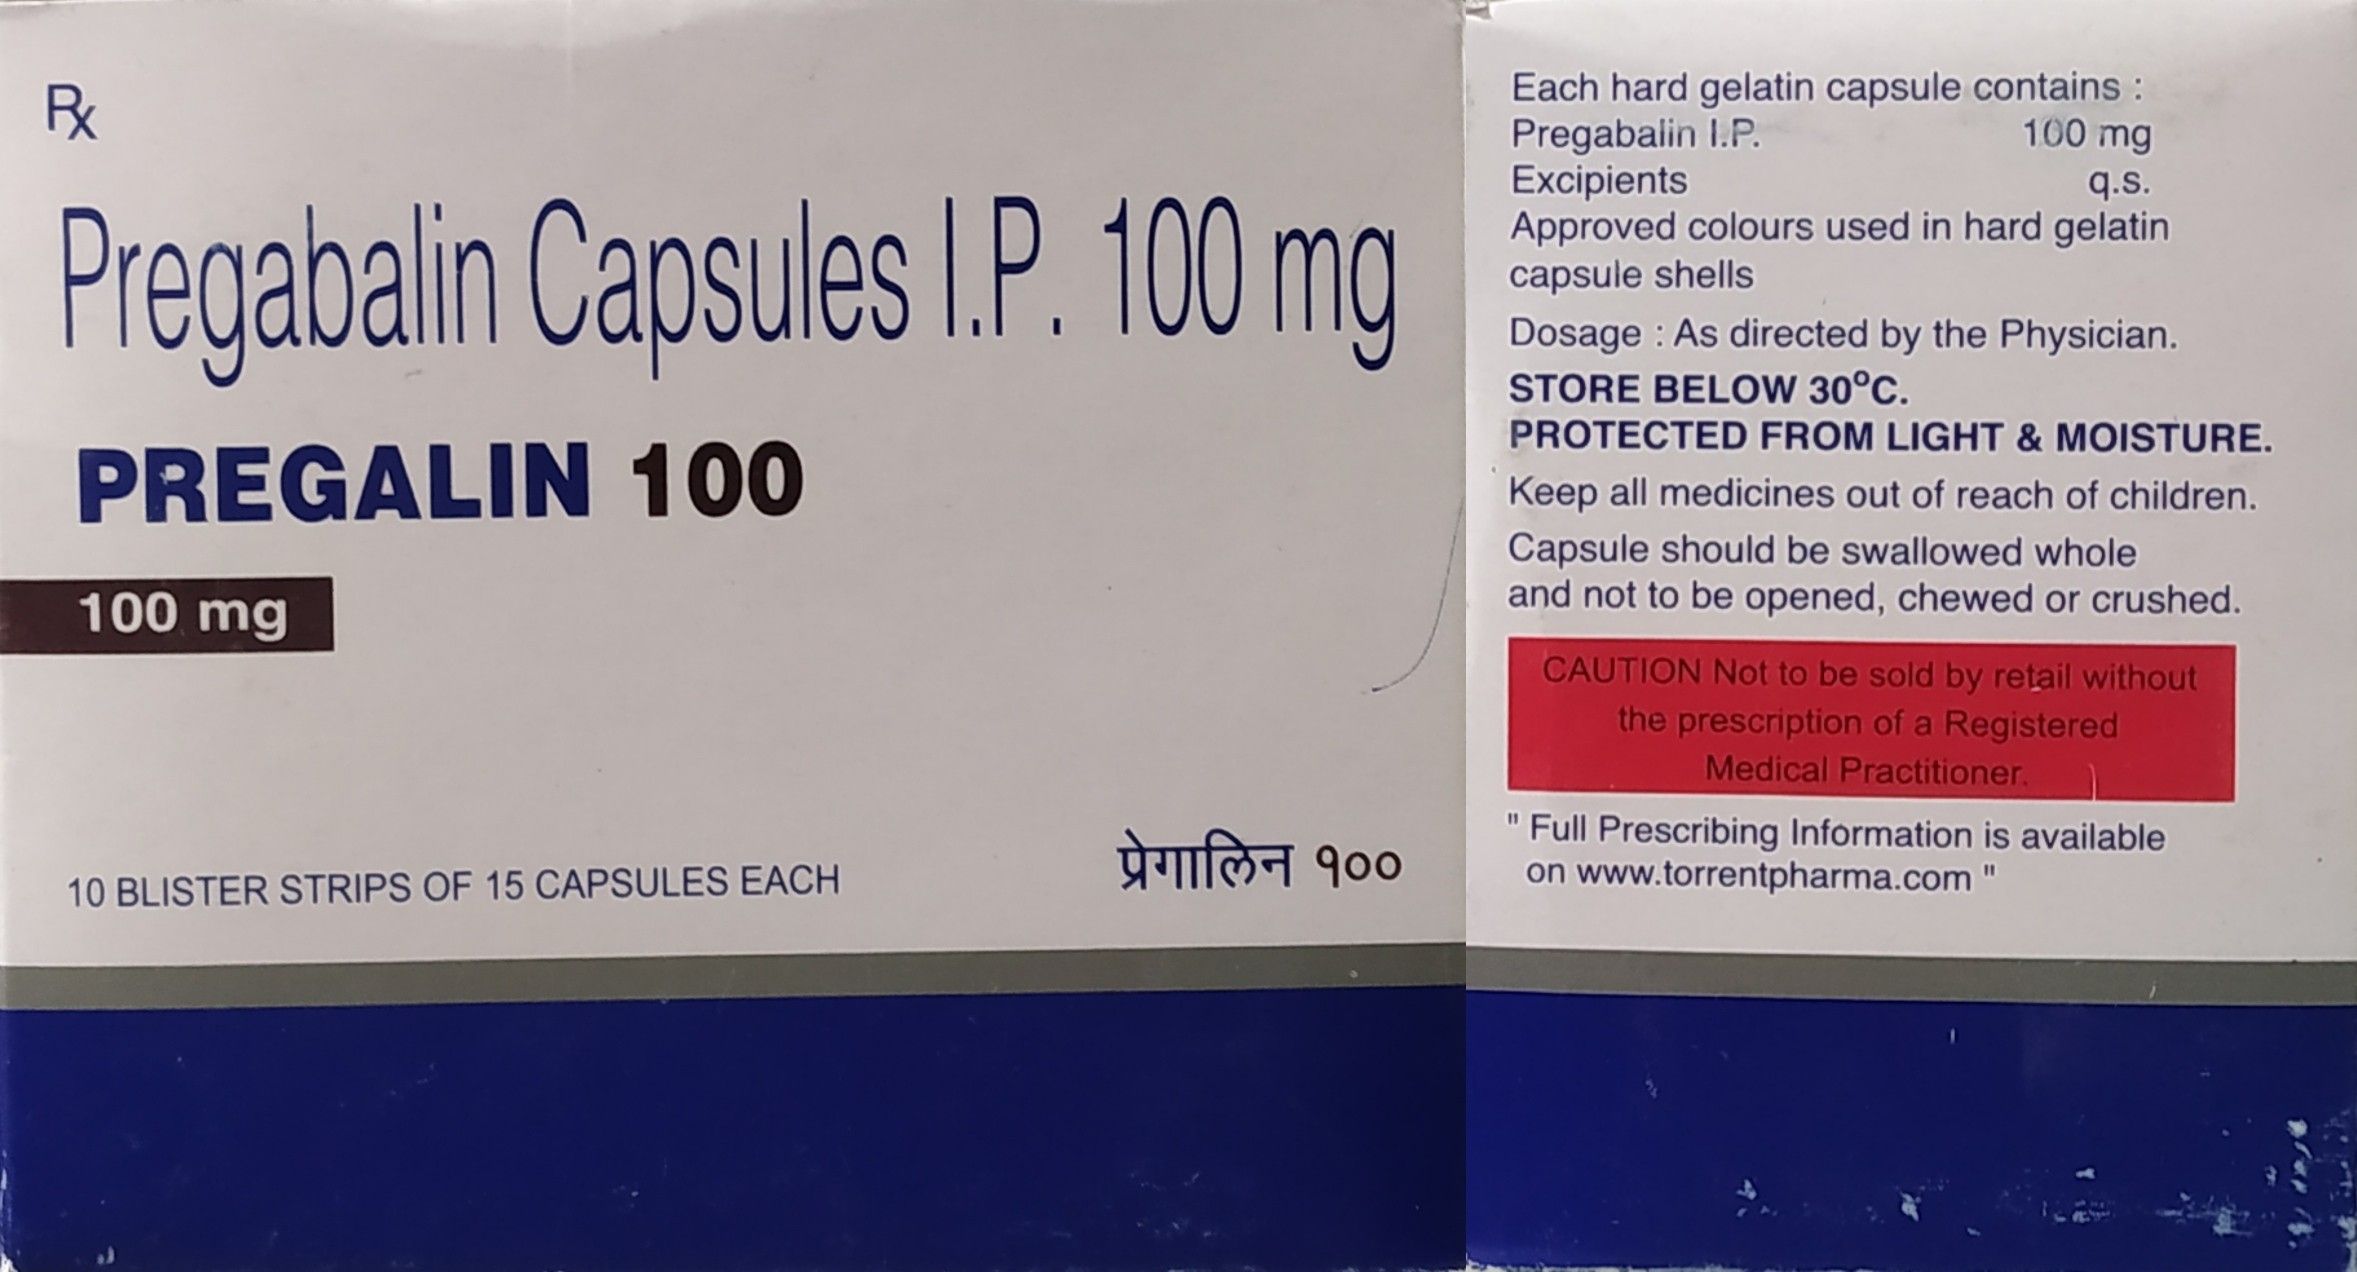 Rx
Pregabalin Capsules I.P. 100 mg
PREGALIN 100
100 mg
10 BLISTER STRIPS OF 15 CAPSULES EACH
प्रेगालिन १००
Each hard gelatin capsule contains :
Pregabalin I.P. 100 mg
Excipients q.s.
Approved colours used in hard gelatin
capsule shells
Dosage : As directed by the Physician.
STORE BELOW 30°C.
PROTECTED FROM LIGHT & MOISTURE.
Keep all medicines out of reach of children.
Capsule should be swallowed whole
and not to be opened, chewed or crushed.
CAUTION Not to be sold by retail without
the prescription of a Registered
Medical Practitioner.
" Full Prescribing Information is available
on www.torrentpharma.com "